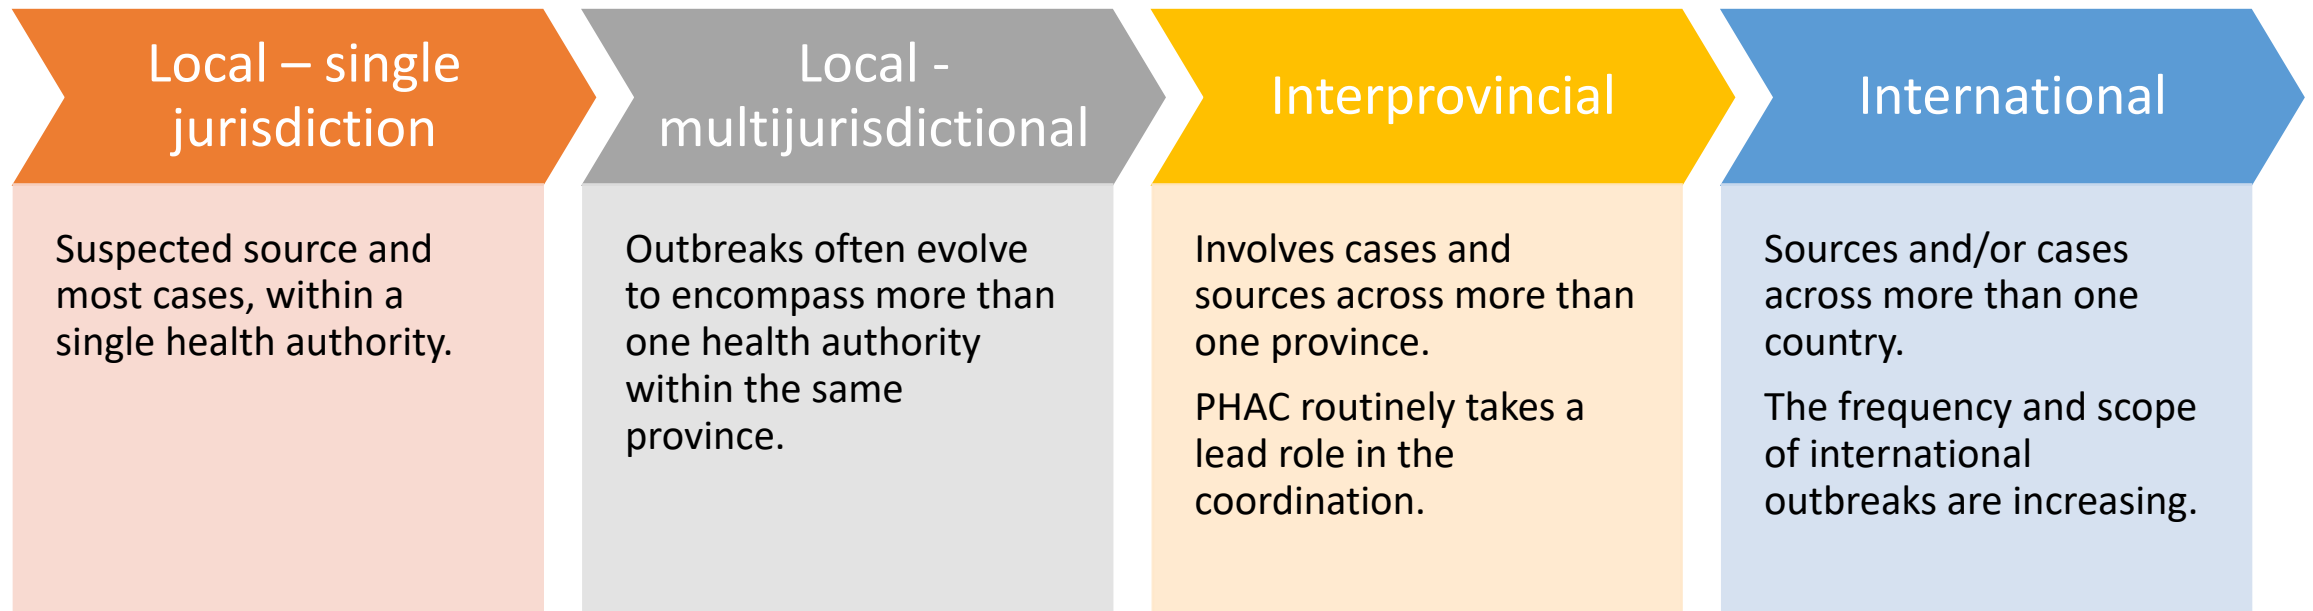 Local – single
jurisdiction
Suspected source and
most cases, within a
single health authority.
Local -
multijurisdictional
Outbreaks often evolve
to encompass more than
one health authority
within the same
province.
Interprovincial
Involves cases and
sources across more than
one province.
PHAC routinely takes a
lead role in the
coordination.
International
Sources and/or cases
across more than one
country.
The frequency and scope
of international
outbreaks are increasing.